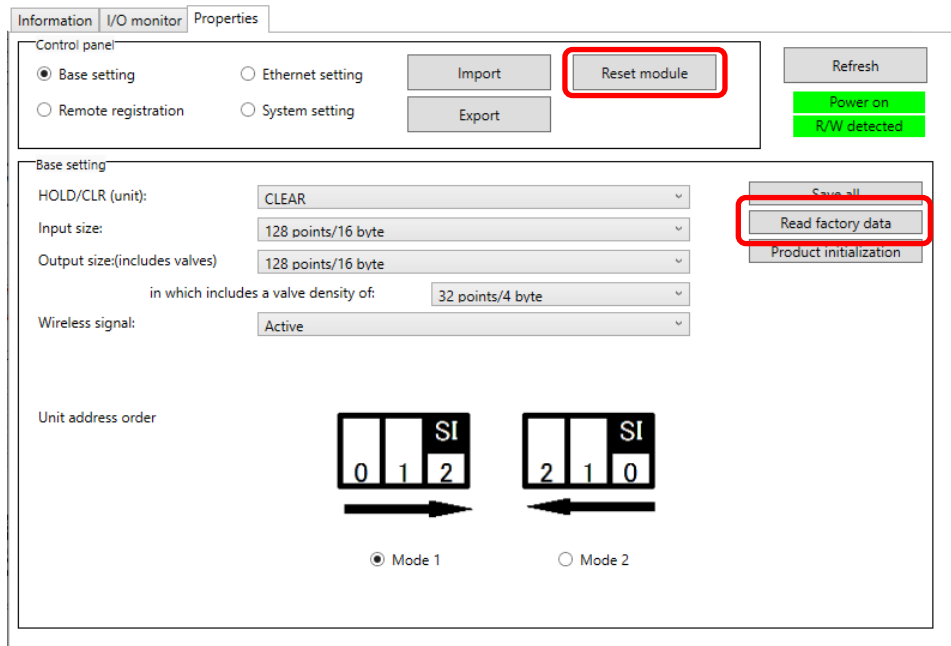 Information I/O monitor Properties
Control panel
Base setting Ethernet setting Import Reset module Refresh
Remote registration System setting Export Power on
R/W detected
Base setting
HOLD/CLR (unit): CLEAR Save all
Input size: 128 points/16 byte Read factory data
Output size:(includes valves) 128 points/16 byte Product initialization
in which includes a valve density of: 32 points/4 byte
Wireless signal: Active
Unit address order
SI SI
0 1 2 2 1 0
Mode 1 Mode 2